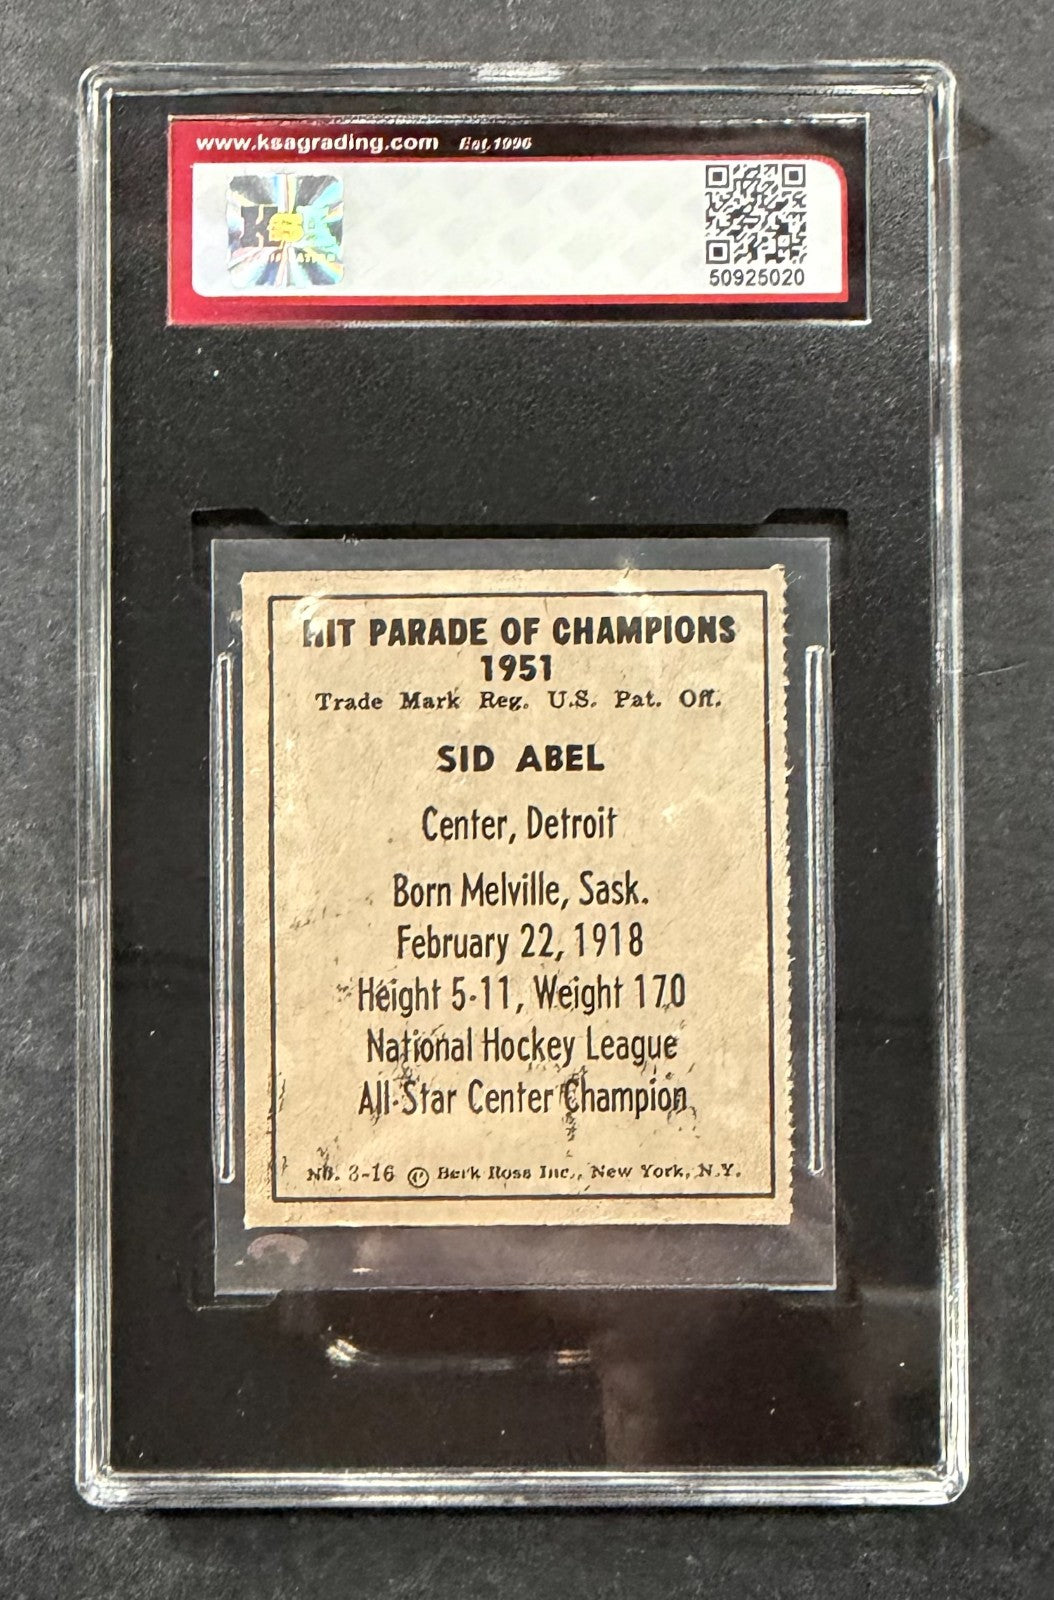 www.ksagrading.com Est. 1996
KSA
50925020
HIT PARADE OF CHAMPIONS
1951
Trade Mark Reg. U.S. Pat. Off.
SID ABEL
Center, Detroit
Born Melville, Sask.
February 22, 1918
Height 5-11, Weight 170
National Hockey League
All-Star Center Champion
No. 3-16 © Berk Ross Inc., New York, N.Y.